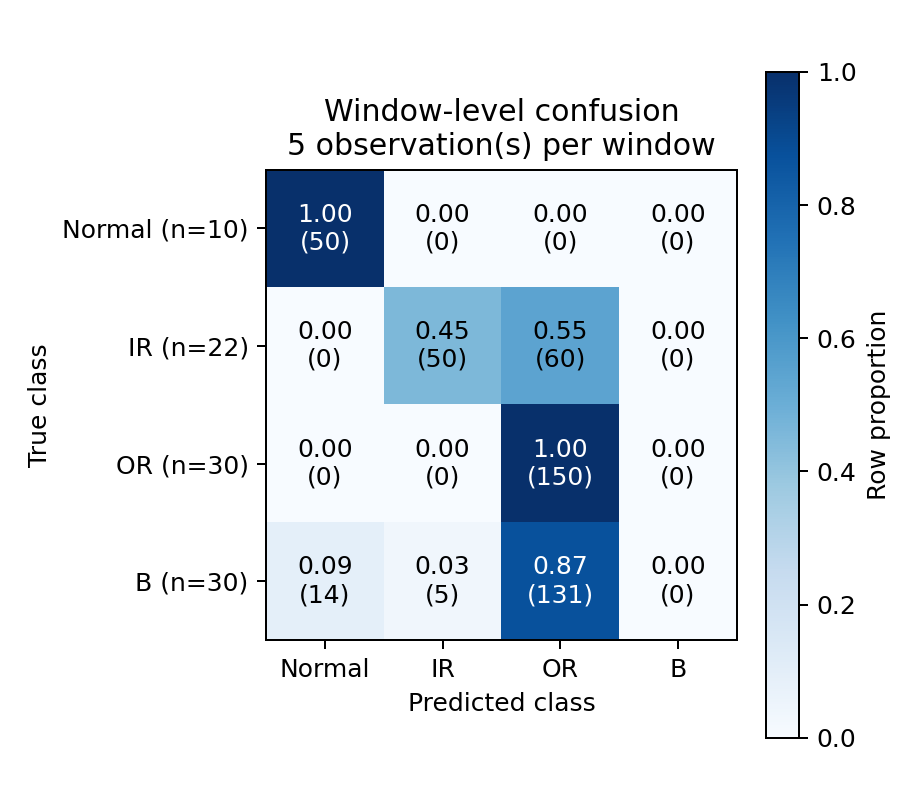 Window-level confusion
5 observation(s) per window
Normal (n=10)
1.00 0.00 0.00 0.00
(50) (0) (0) (0)
IR (n=22)
0.00 0.45 0.55 0.00
(0) (50) (60) (0)
OR (n=30)
0.00 0.00 1.00 0.00
(0) (0) (150) (0)
B (n=30)
0.09 0.03 0.87 0.00
(14) (5) (131) (0)
Normal IR OR B
Predicted class
True class
1.0
0.8
0.6
0.4
0.2
0.0
Row proportion